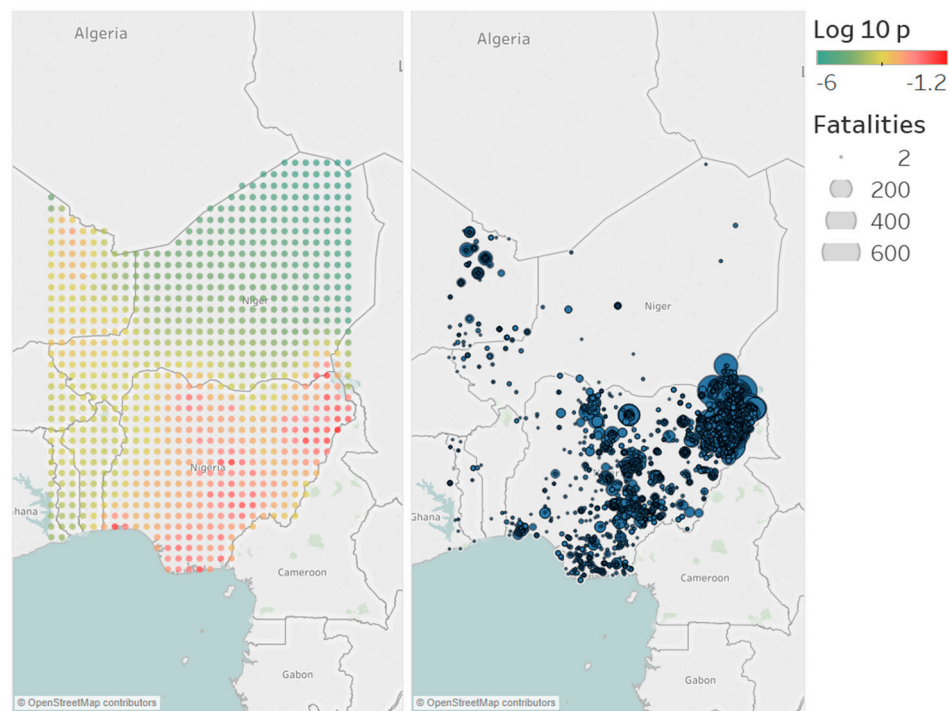 Algeria
L
Niger
Nigeria
hana
Cameroon
Gabon
© OpenStreetMap contributors
Algeria
L
Niger
Ghana
Cameroon
Gabon
© OpenStreetMap contributors
Log 10 p
-6 -1.2
Fatalities
2
200
400
600